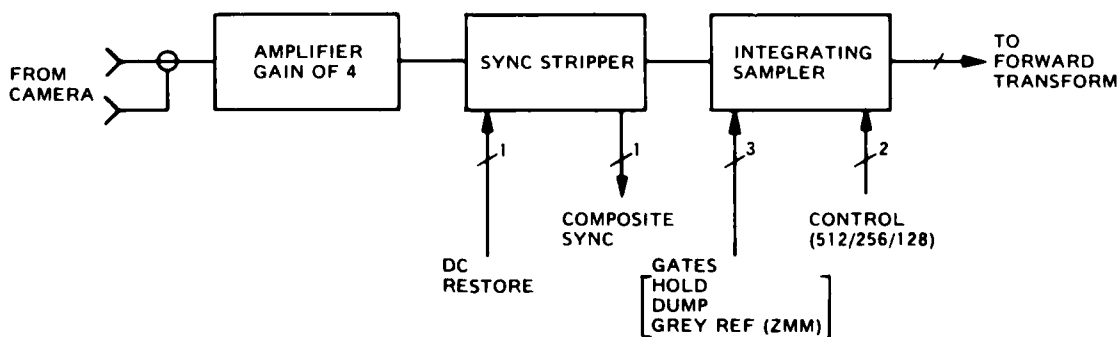 FROM
CAMERA
AMPLIFIER
GAIN OF 4
SYNC STRIPPER
INTEGRATING
SAMPLER
TO
FORWARD
TRANSFORM
1
1
3
2
DC
RESTORE
COMPOSITE
SYNC
GATES
HOLD
DUMP
GREY REF (ZMM)
CONTROL
(512/256/128)